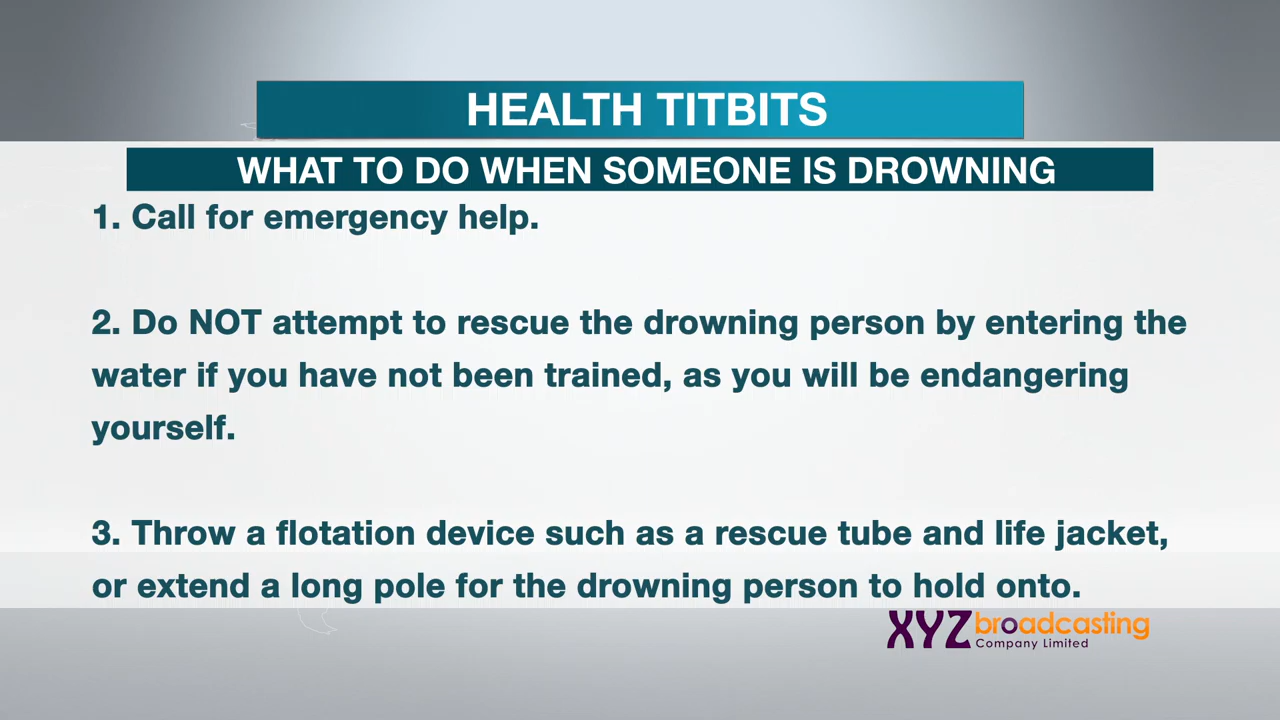 HEALTH TITBITS
WHAT TO DO WHEN SOMEONE IS DROWNING
1. Call for emergency help.
2. Do NOT attempt to rescue the drowning person by entering the
water if you have not been trained, as you will be endangering
yourself.
3. Throw a flotation device such as a rescue tube and life jacket,
or extend a long pole for the drowning person to hold onto.
XYZ broadcasting
Company Limited